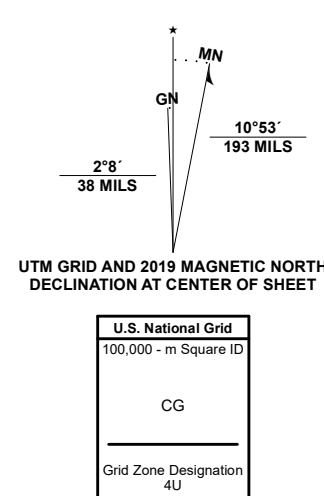 ★
MN
GN
10°53´
193 MILS
2°8´
38 MILS
UTM GRID AND 2019 MAGNETIC NORTH
DECLINATION AT CENTER OF SHEET
U.S. National Grid
100,000 - m Square ID
CG
Grid Zone Designation
4U